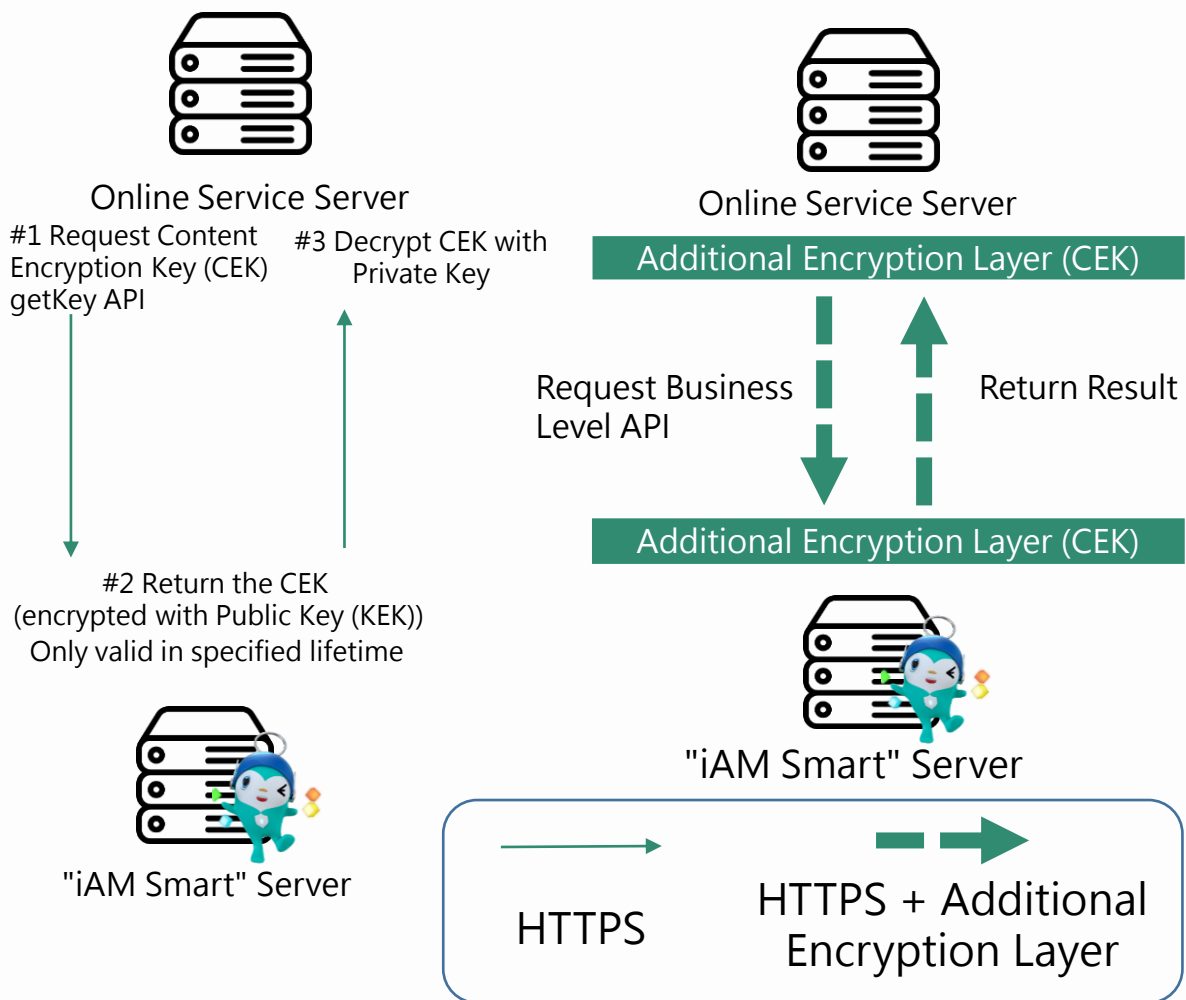 Online Service Server
#1 Request Content
Encryption Key (CEK)
getKey API
#3 Decrypt CEK with
Private Key
#2 Return the CEK
(encrypted with Public Key (KEK))
Only valid in specified lifetime
"iAM Smart" Server
Online Service Server
Additional Encryption Layer (CEK)
Request Business
Level API
Return Result
Additional Encryption Layer (CEK)
"iAM Smart" Server
HTTPS
HTTPS + Additional
Encryption Layer